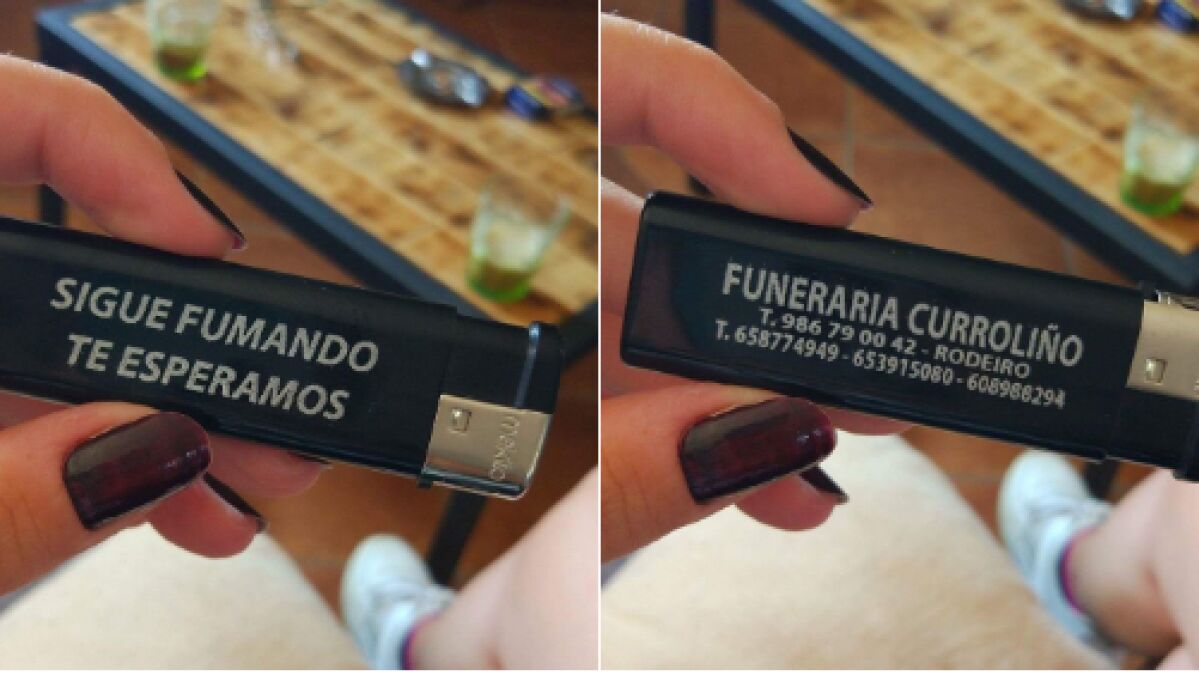 SIGUE FUMANDO
TE ESPERAMOS
FUNERARIA CURROLIÑO
T. 986 79 00 42 - RODEIRO
T. 658774949 - 653915080 - 608988294